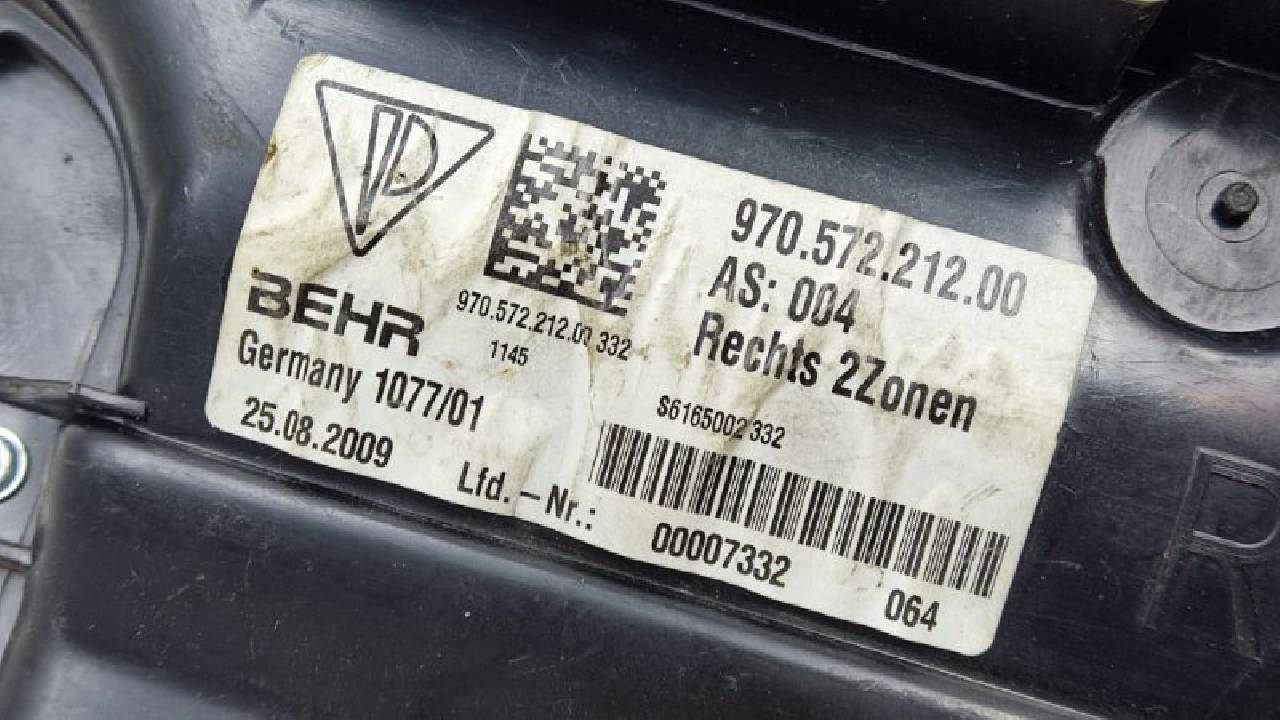 970.572.212.00
AS: 004
Rechts 2Zonen
BEHR
Germany 1077/01
25.08.2009
970.572.212.00 332
1145
S6165002 332
Lfd. – Nr.:
00007332
064
R